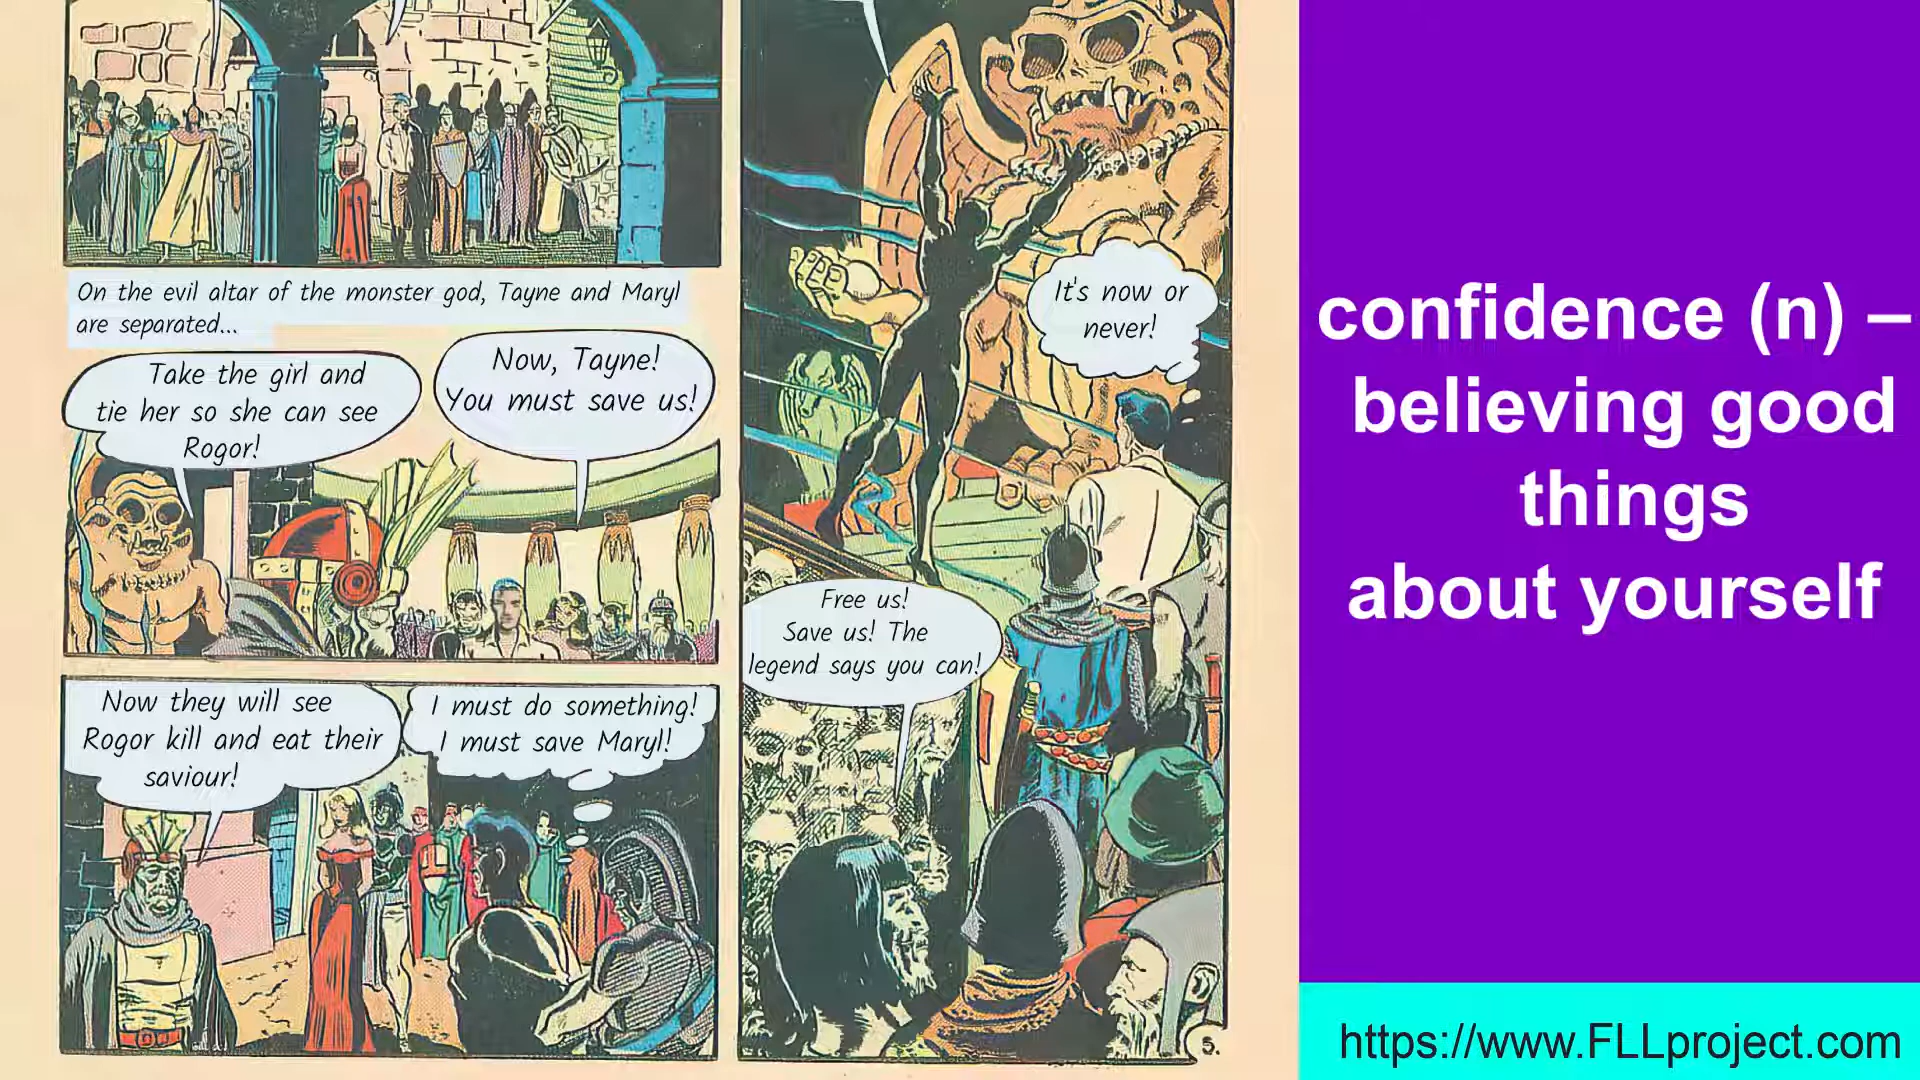 On the evil altar of the monster god, Tayne and Maryl
are separated...
Take the girl and
tie her so she can see
Rogor!
Now, Tayne!
You must save us!
Now they will see
Rogor kill and eat their
saviour!
I must do something!
I must save Maryl!
It's now or
never!
Free us!
Save us! The
legend says you can!
5.
confidence (n) –
believing good
things
about yourself
https://www.FLLproject.com